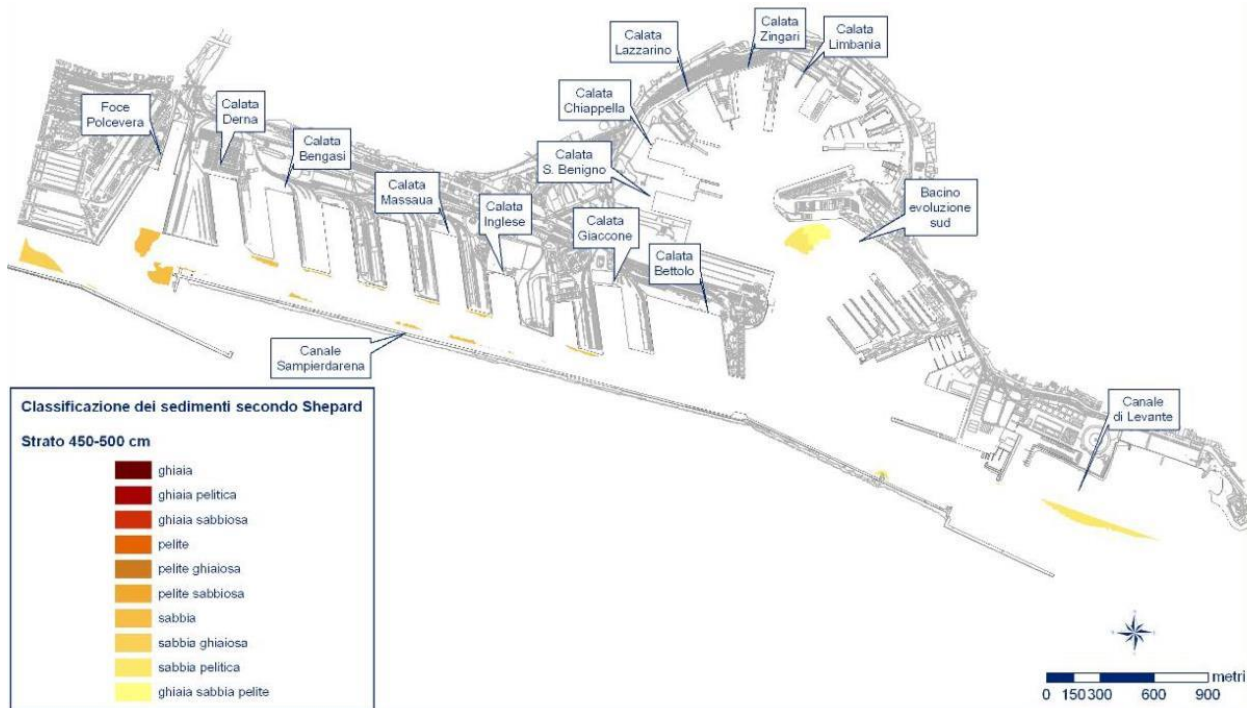 Calata
Zingari
Calata
Limbania
Calata
Lazzarino
Calata
Chiappella
Foce
Polcevera
Calata
Derna
Calata
Bengasi
Calata
S. Benigno
Calata
Massaua
Calata
Inglese
Calata
Giaccone
Bacino
evoluzione
sud
Calata
Bettolo
Canale
Sampierdarena
Canale
di Levante
Classificazione dei sedimenti secondo Shepard
Strato 450-500 cm
ghiaia
ghiaia pelitica
ghiaia sabbiosa
pelite
pelite ghiaiosa
pelite sabbiosa
sabbia
sabbia ghiaiosa
sabbia pelitica
ghiaia sabbia pelite
metri
0 150 300 600 900